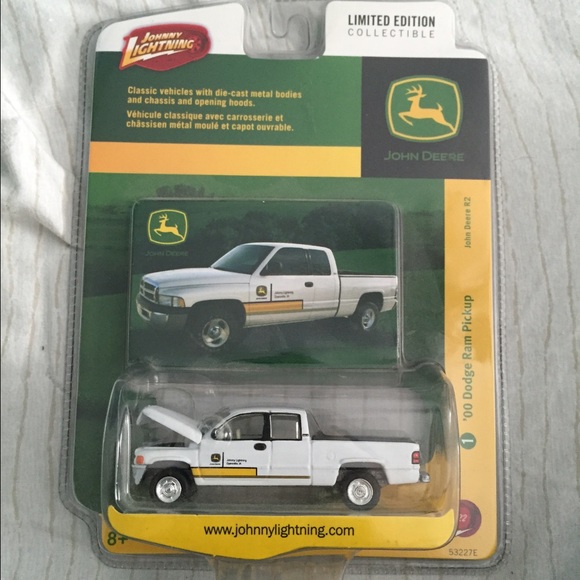 JOHNNY
LIGHTNING
LIMITED EDITION
COLLECTIBLE
Classic vehicles with die-cast metal bodies
and chassis and opening hoods.
Véhicule classique avec carrosserie et
châssisen métal moulé et capot ouvrable.
JOHN DEERE
JOHN DEERE
John Deere R2
1 '00 Dodge Ram Pickup
www.johnnylightning.com
8+
53227E